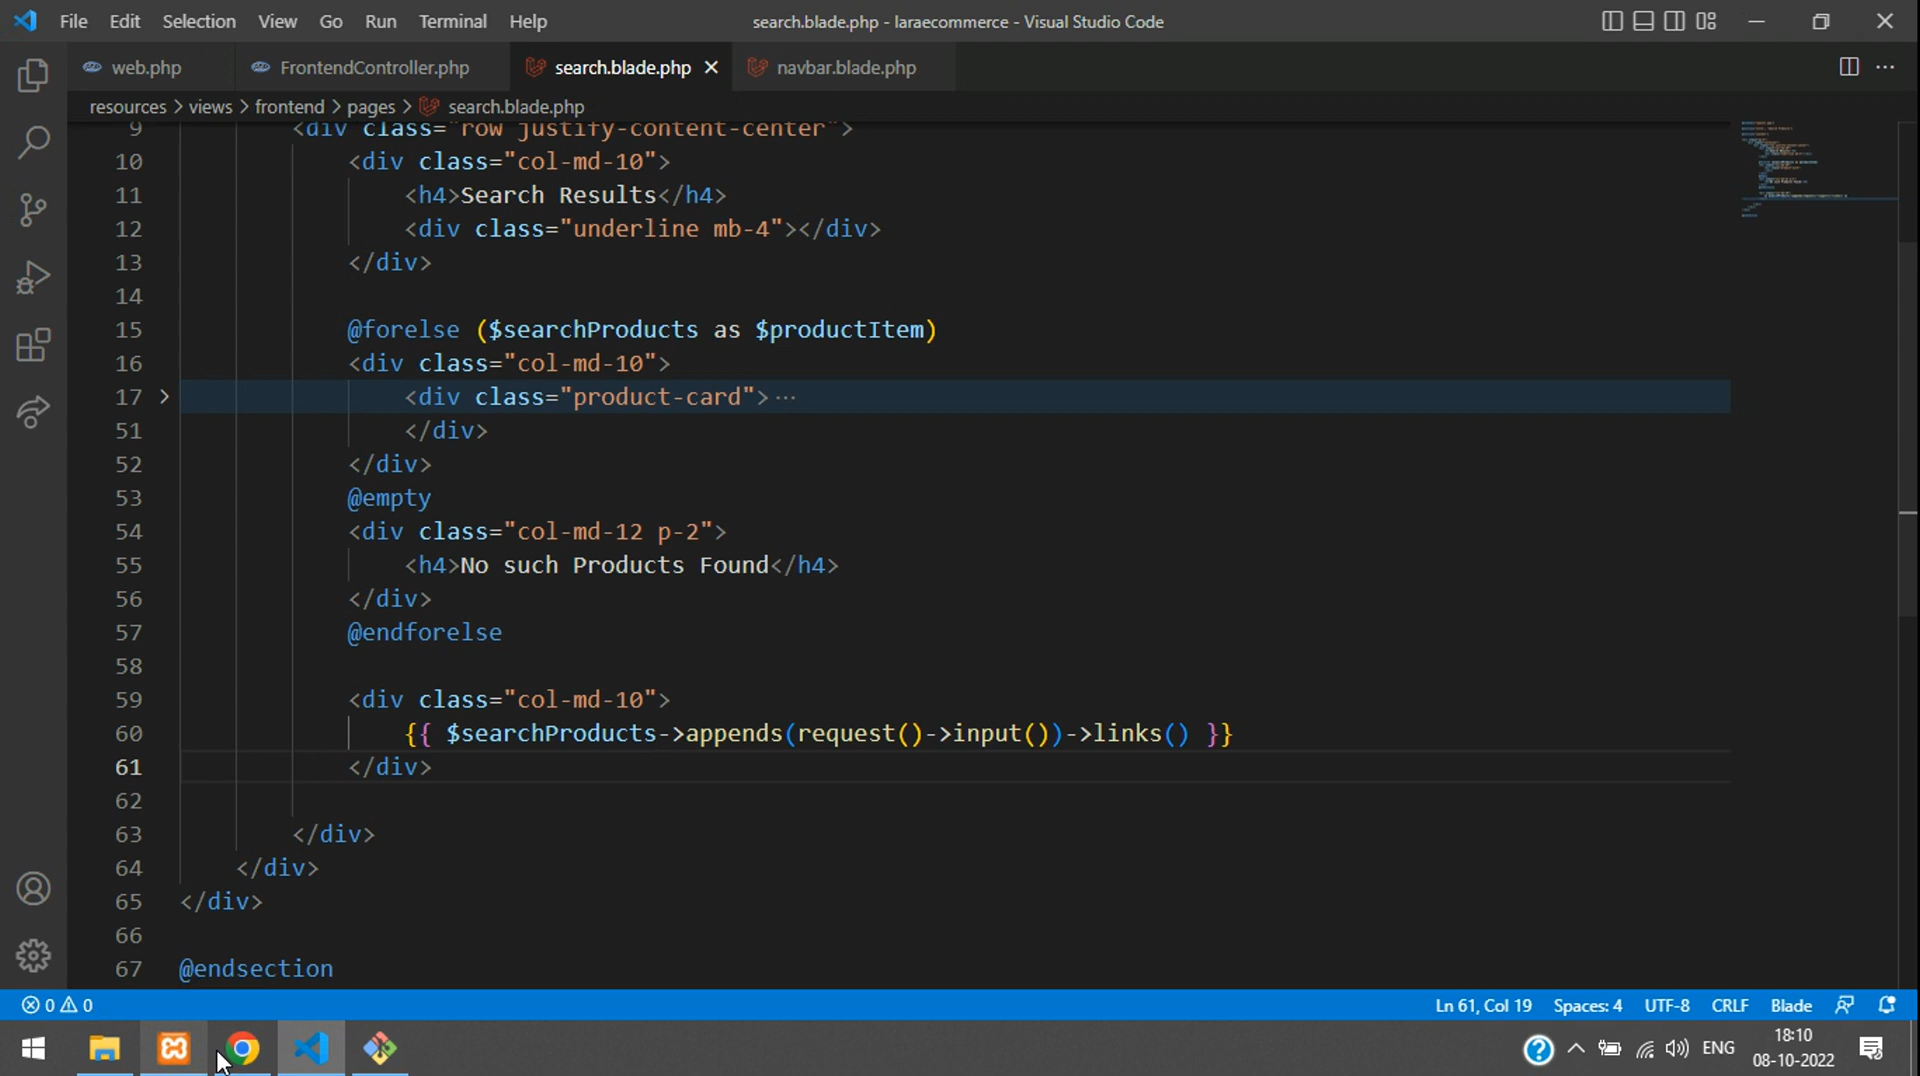 File Edit Selection View Go Run Terminal Help search.blade.php - laraecommerce - Visual Studio Code
web.php FrontendController.php search.blade.php navbar.blade.php
resources > views > frontend > pages > search.blade.php
9 <div class="row justify-content-center">
10 <div class="col-md-10">
11 <h4>Search Results</h4>
12 <div class="underline mb-4"></div>
13 </div>
14
15 @forelse ($searchProducts as $productItem)
16 <div class="col-md-10">
17 <div class="product-card">...
51 </div>
52 </div>
53 @empty
54 <div class="col-md-12 p-2">
55 <h4>No such Products Found</h4>
56 </div>
57 @endforelse
58
59 <div class="col-md-10">
60 {{ $searchProducts->appends(request()->input())->links() }}
61 </div>
62
63 </div>
64 </div>
65 </div>
66
67 @endsection
0 0 Ln 61, Col 19 Spaces: 4 UTF-8 CRLF Blade
ENG 18:10
08-10-2022